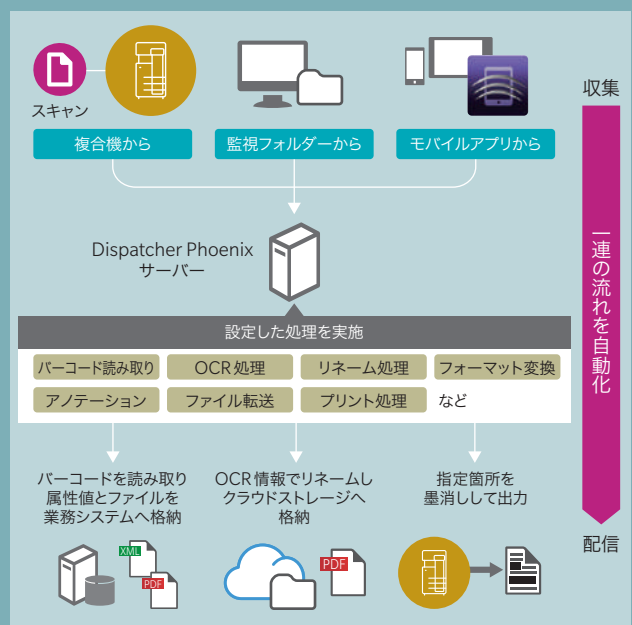 収集
スキャン
複合機から
監視フォルダーから
モバイルアプリから
一連の流れを自動化
Dispatcher Phoenix
サーバー
設定した処理を実施
バーコード読み取り
OCR処理
リネーム処理
フォーマット変換
アノテーション
ファイル転送
プリント処理
など
バーコードを読み取り
属性値とファイルを
業務システムへ格納
OCR情報でリネームし
クラウドストレージへ
格納
指定箇所を
墨消しして出力
配信
XML
PDF
PDF